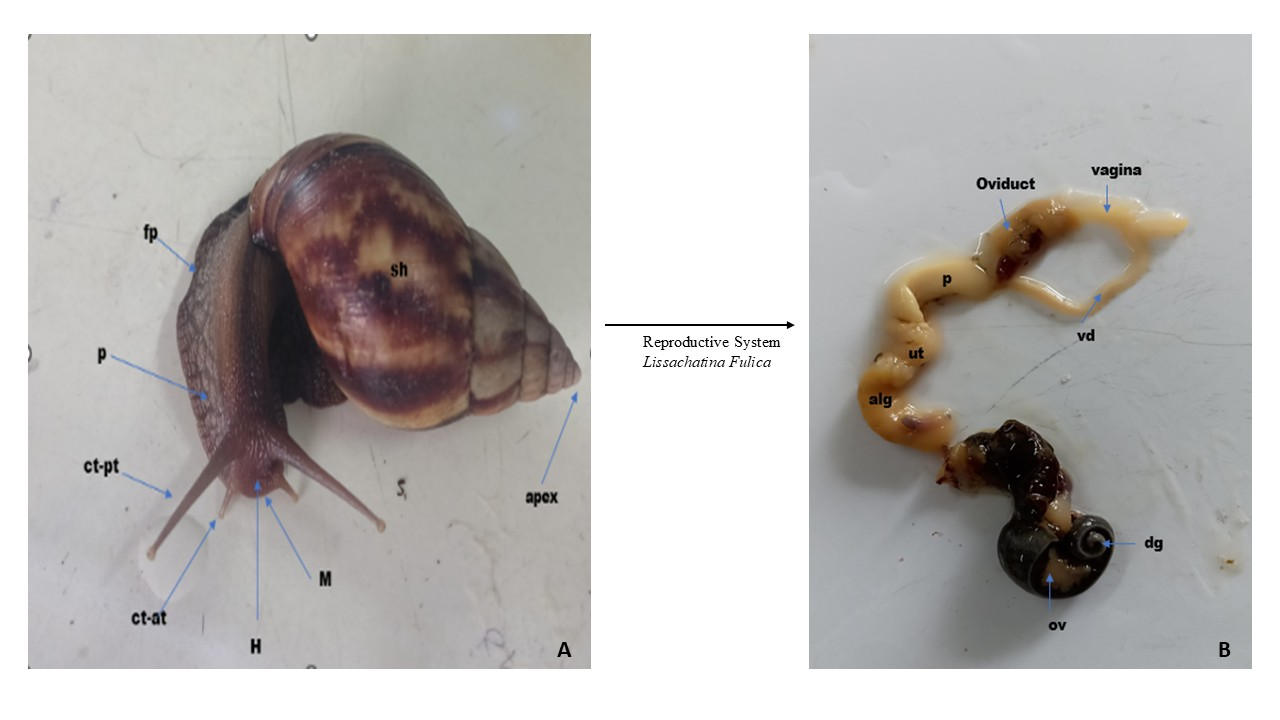 fp
sh
p
ct-pt
apex
M
ct-at
H
A
Reproductive System
Lissachatina Fulica
vagina
Oviduct
p
vd
ut
alg
dg
ov
B